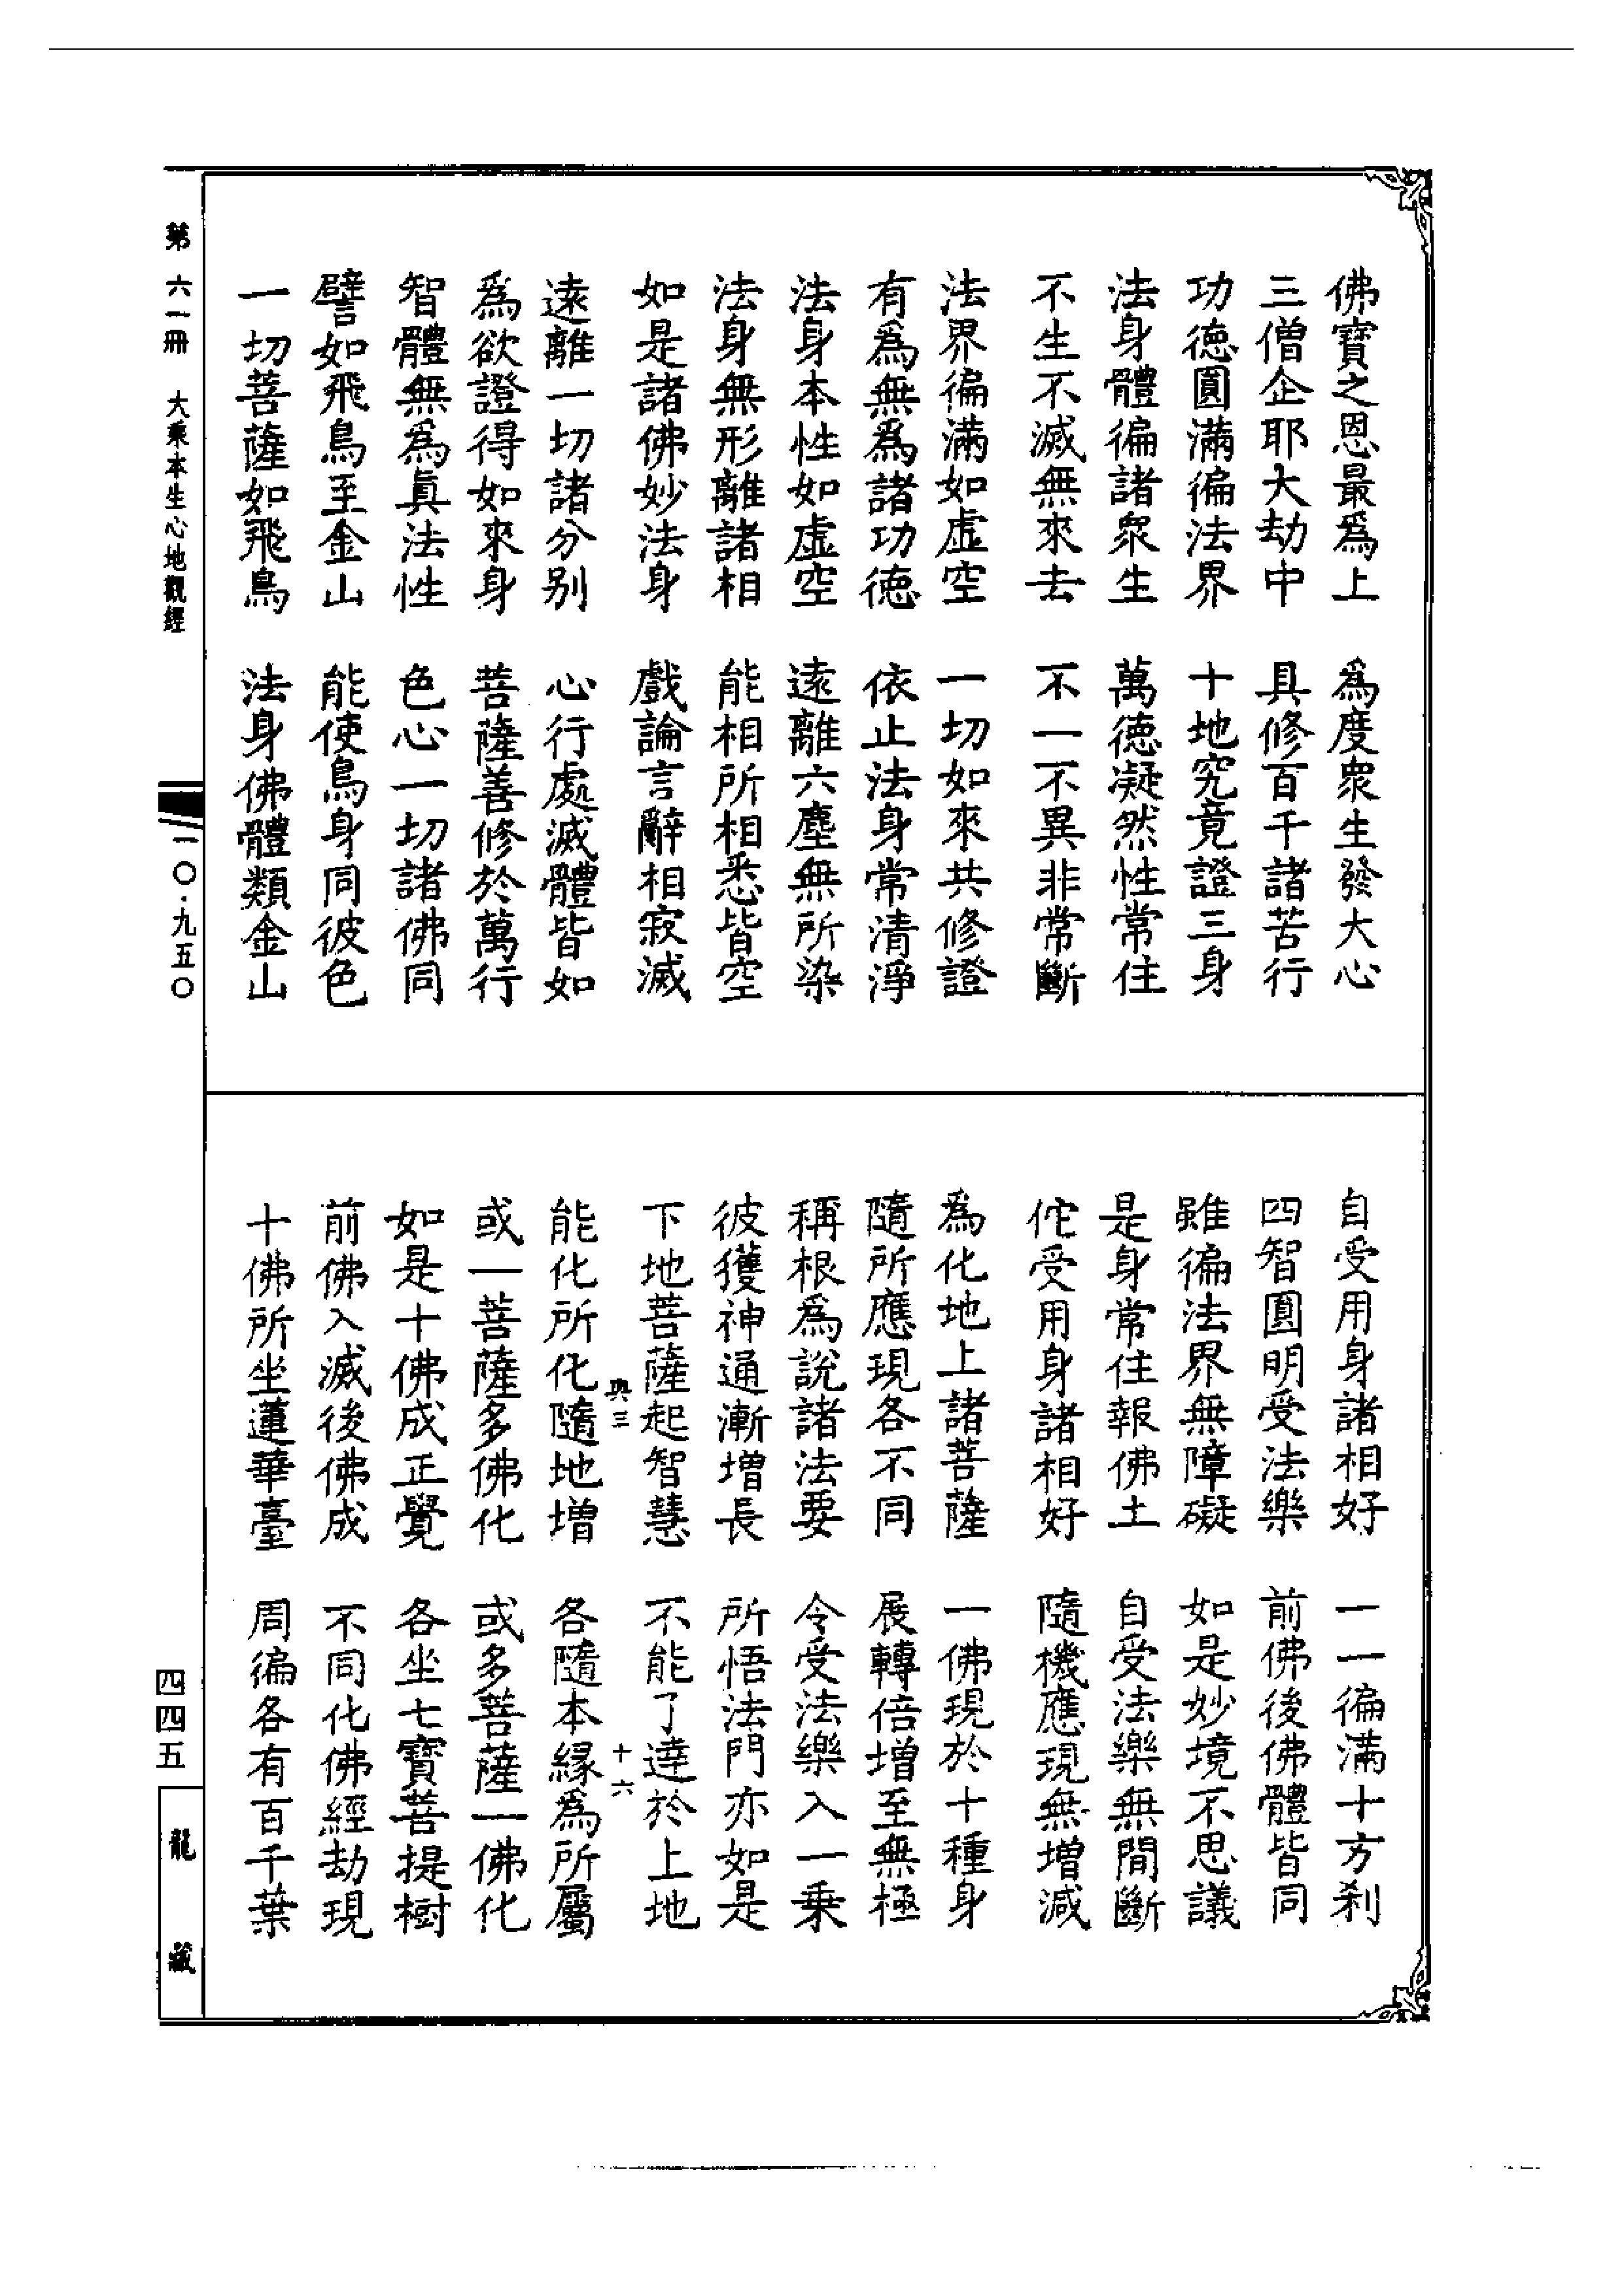 佛寶之恩最爲上　爲度衆生發大心
三僧企耶大劫中　具修百千諸苦行
功德圓滿徧法界　十地究竟證三身
法身體徧諸衆生　萬德凝然性常住
不生不滅無來去　不一不異非常斷
法界徧滿如虛空　一切如來共修證
有爲無爲諸功德　依止法身常清淨
法身本性如虛空　遠離六塵無所染
法身無形離諸相　能相所相悉皆空
如是諸佛妙法身　戲論言辭相寂滅
遠離一切諸分別　心行處滅體皆如
爲欲證得如來身　菩薩善修於萬行
智體無爲眞法性　色心一切諸佛同
譬如飛鳥至金山　能使鳥身同彼色
一切菩薩如飛鳥　法身佛體類金山
自受用身諸相好　一一徧滿十方刹
四智圓明受法樂　前佛後佛體皆同
雖徧法界無障礙　如是妙境不思議
是身常住報佛土　自受法樂無間斷
佗受用身諸相好　隨機應現無增減
爲化地上諸菩薩　一佛現於十種身
隨所應現各不同　展轉倍增至無極
稱根爲說諸法要　令受法樂入一乗
彼獲神通漸增長　所悟法門亦如是
下地菩薩起智慧　不能了達於上地
與三　十六
能化所化隨地增　各隨本緣爲所屬
或一菩薩多佛化　或多菩薩一佛化
如是十佛成正覺　各坐七寶菩提樹
前佛入滅後佛成　不同化佛經劫現
十佛所坐蓮華臺　周徧各有百千葉
第六一冊　大乘本生心地觀經
一〇·九五〇
四四五
龍藏